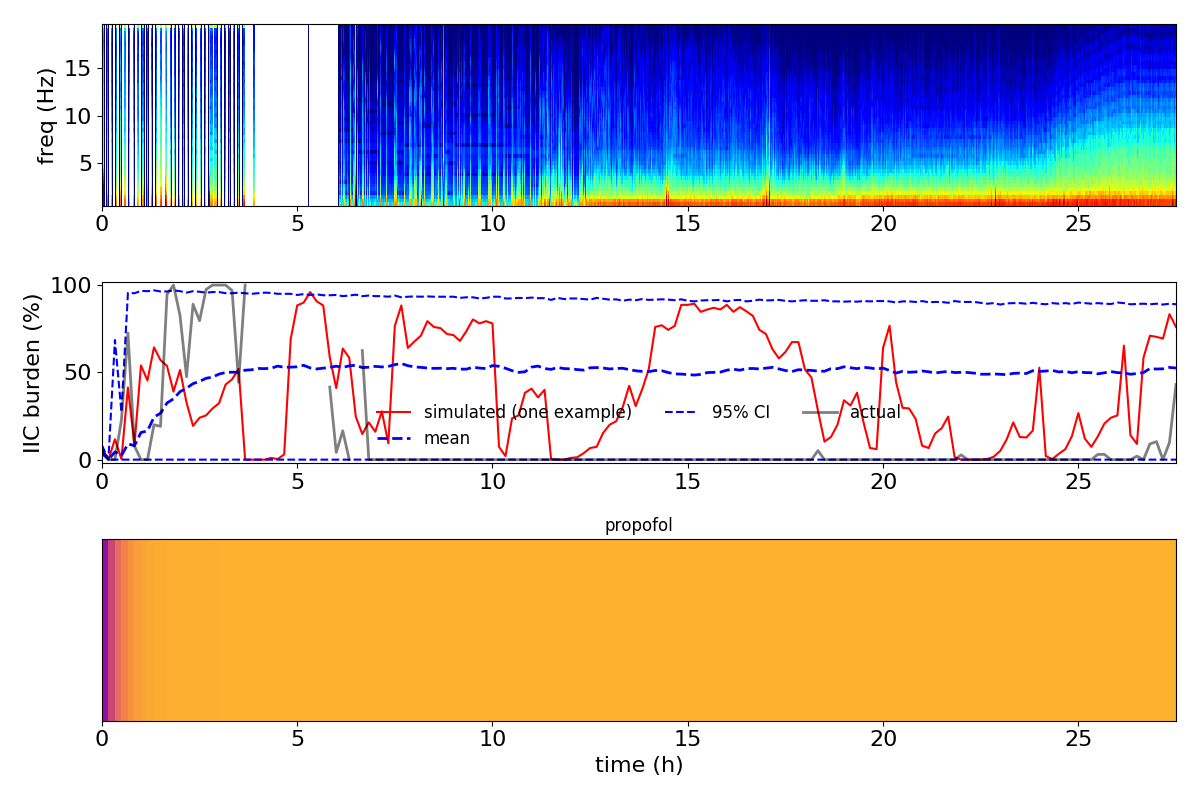 15
10
5
freq (Hz)
0 5 10 15 20 25
100
50
0
IIC burden (%)
simulated (one example)
mean
95% CI
actual
0 5 10 15 20 25
propofol
0 5 10 15 20 25
time (h)